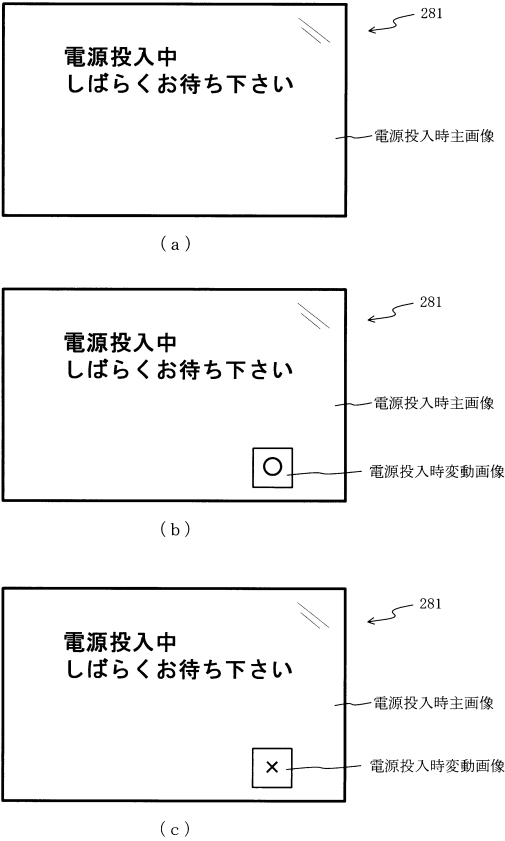 281
電源投入中
しばらくお待ち下さい
電源投入時主画像
(a)
281
電源投入中
しばらくお待ち下さい
電源投入時主画像
○
電源投入時変動画像
(b)
281
電源投入中
しばらくお待ち下さい
電源投入時主画像
×
電源投入時変動画像
(c)